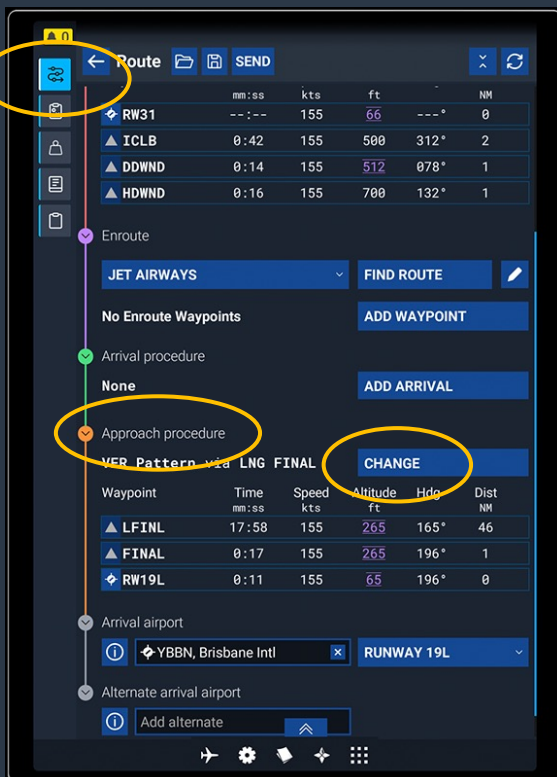 0
Route SEND
mm:ss kts ft NM
RW31 --:-- 155 66 ---° 0
ICLB 0:42 155 500 312° 2
DDWND 0:14 155 512 078° 1
HDWND 0:16 155 700 132° 1
Enroute
JET AIRWAYS FIND ROUTE
No Enroute Waypoints ADD WAYPOINT
Arrival procedure
None ADD ARRIVAL
Approach procedure
VFR Pattern via LNG FINAL CHANGE
Waypoint Time Speed Altitude Hdg Dist
mm:ss kts ft NM
LFINL 17:58 155 265 165° 46
FINAL 0:17 155 265 196° 1
RW19L 0:11 155 65 196° 0
Arrival airport
YBBN, Brisbane Intl RUNWAY 19L
Alternate arrival airport
Add alternate